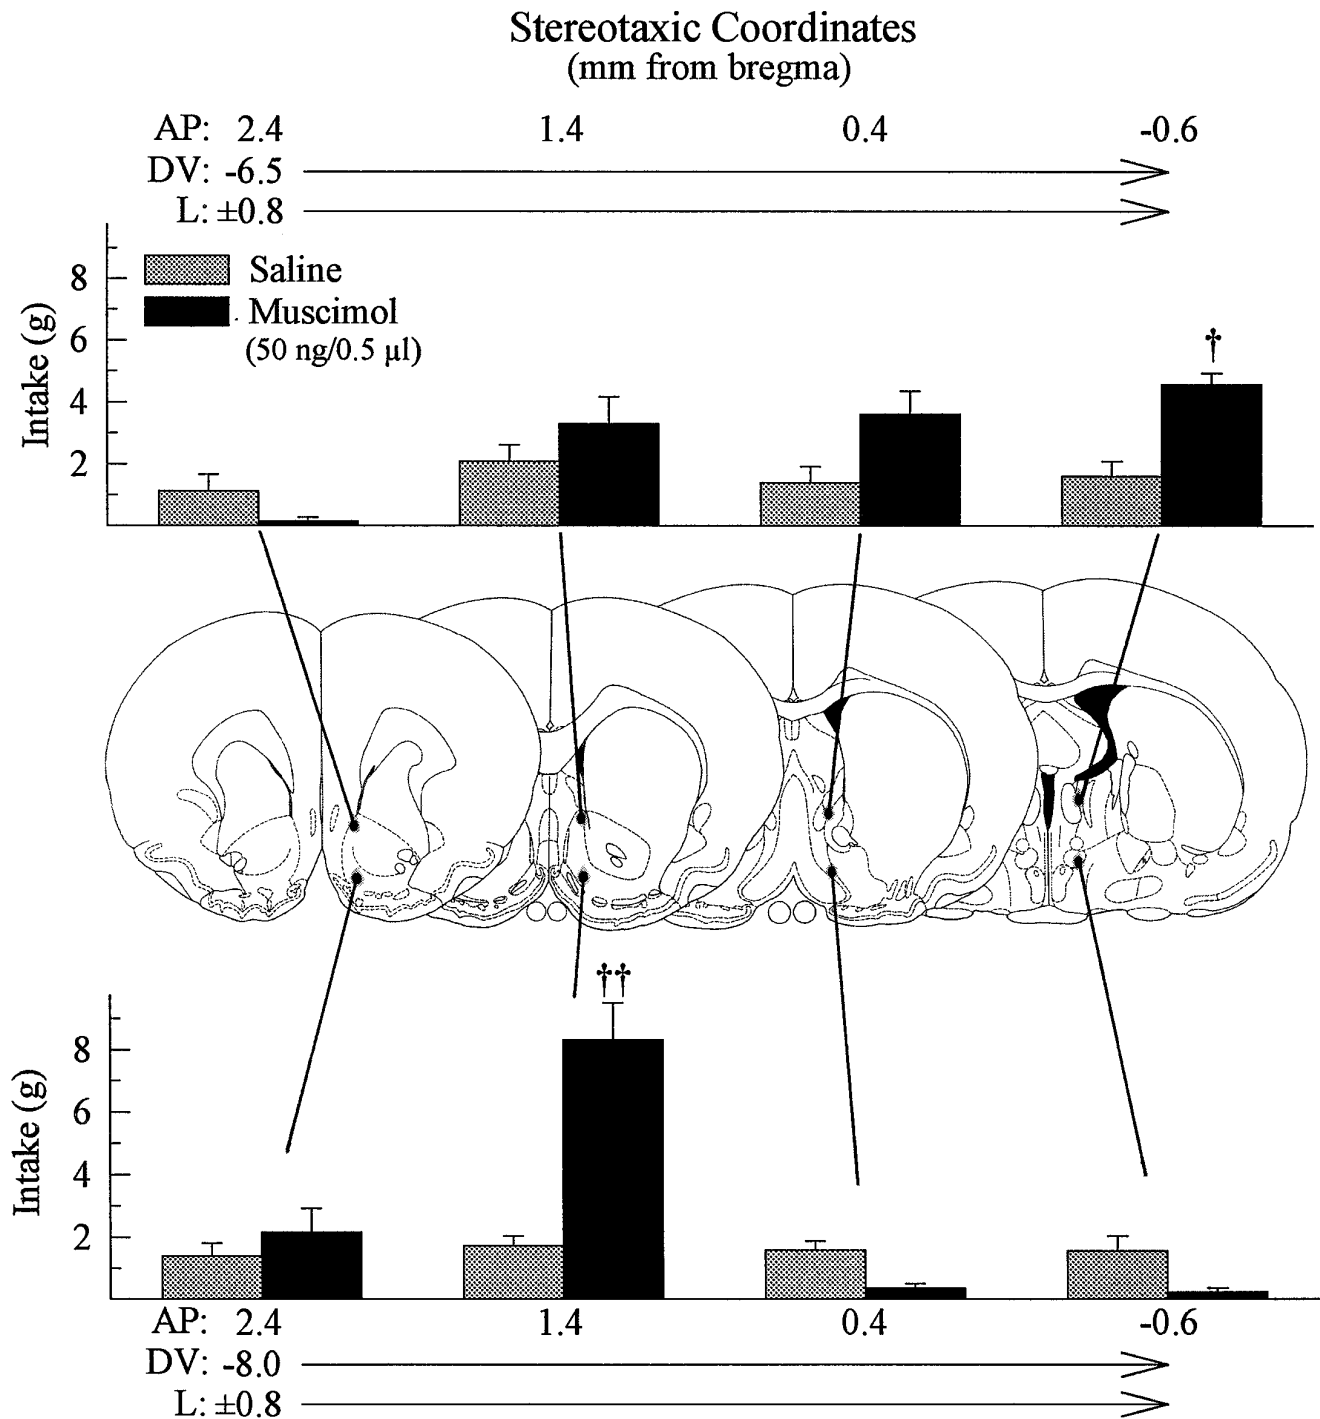 Stereotaxic Coordinates
(mm from bregma)
AP: 2.4 1.4 0.4 -0.6
DV: -6.5
L: ±0.8
Saline
Muscimol
(50 ng/0.5 µl)
Intake (g)
8
6
4
2
†
††
Intake (g)
8
6
4
2
AP: 2.4 1.4 0.4 -0.6
DV: -8.0
L: ±0.8